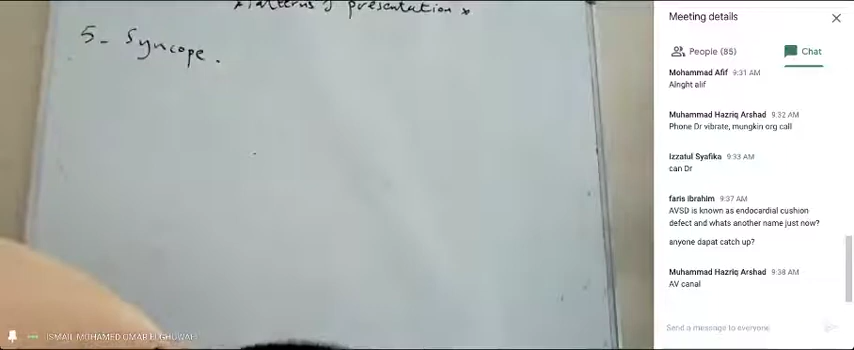 * Patterns of presentation *
5- Syncope.
ISMAIL MOHAMED OMAR ELGHUWAEL
Meeting details
People (85)
Chat
Mohammad Afif 9:31 AM
Alright alif
Muhammad Hazriq Arshad 9:32 AM
Phone Dr vibrate, mungkin org call
Izzatul Syafika 9:33 AM
can Dr
faris ibrahim 9:37 AM
AVSD is known as endocardial cushion
defect and whats another name just now?
anyone dapat catch up?
Muhammad Hazriq Arshad 9:38 AM
AV canal
Send a message to everyone